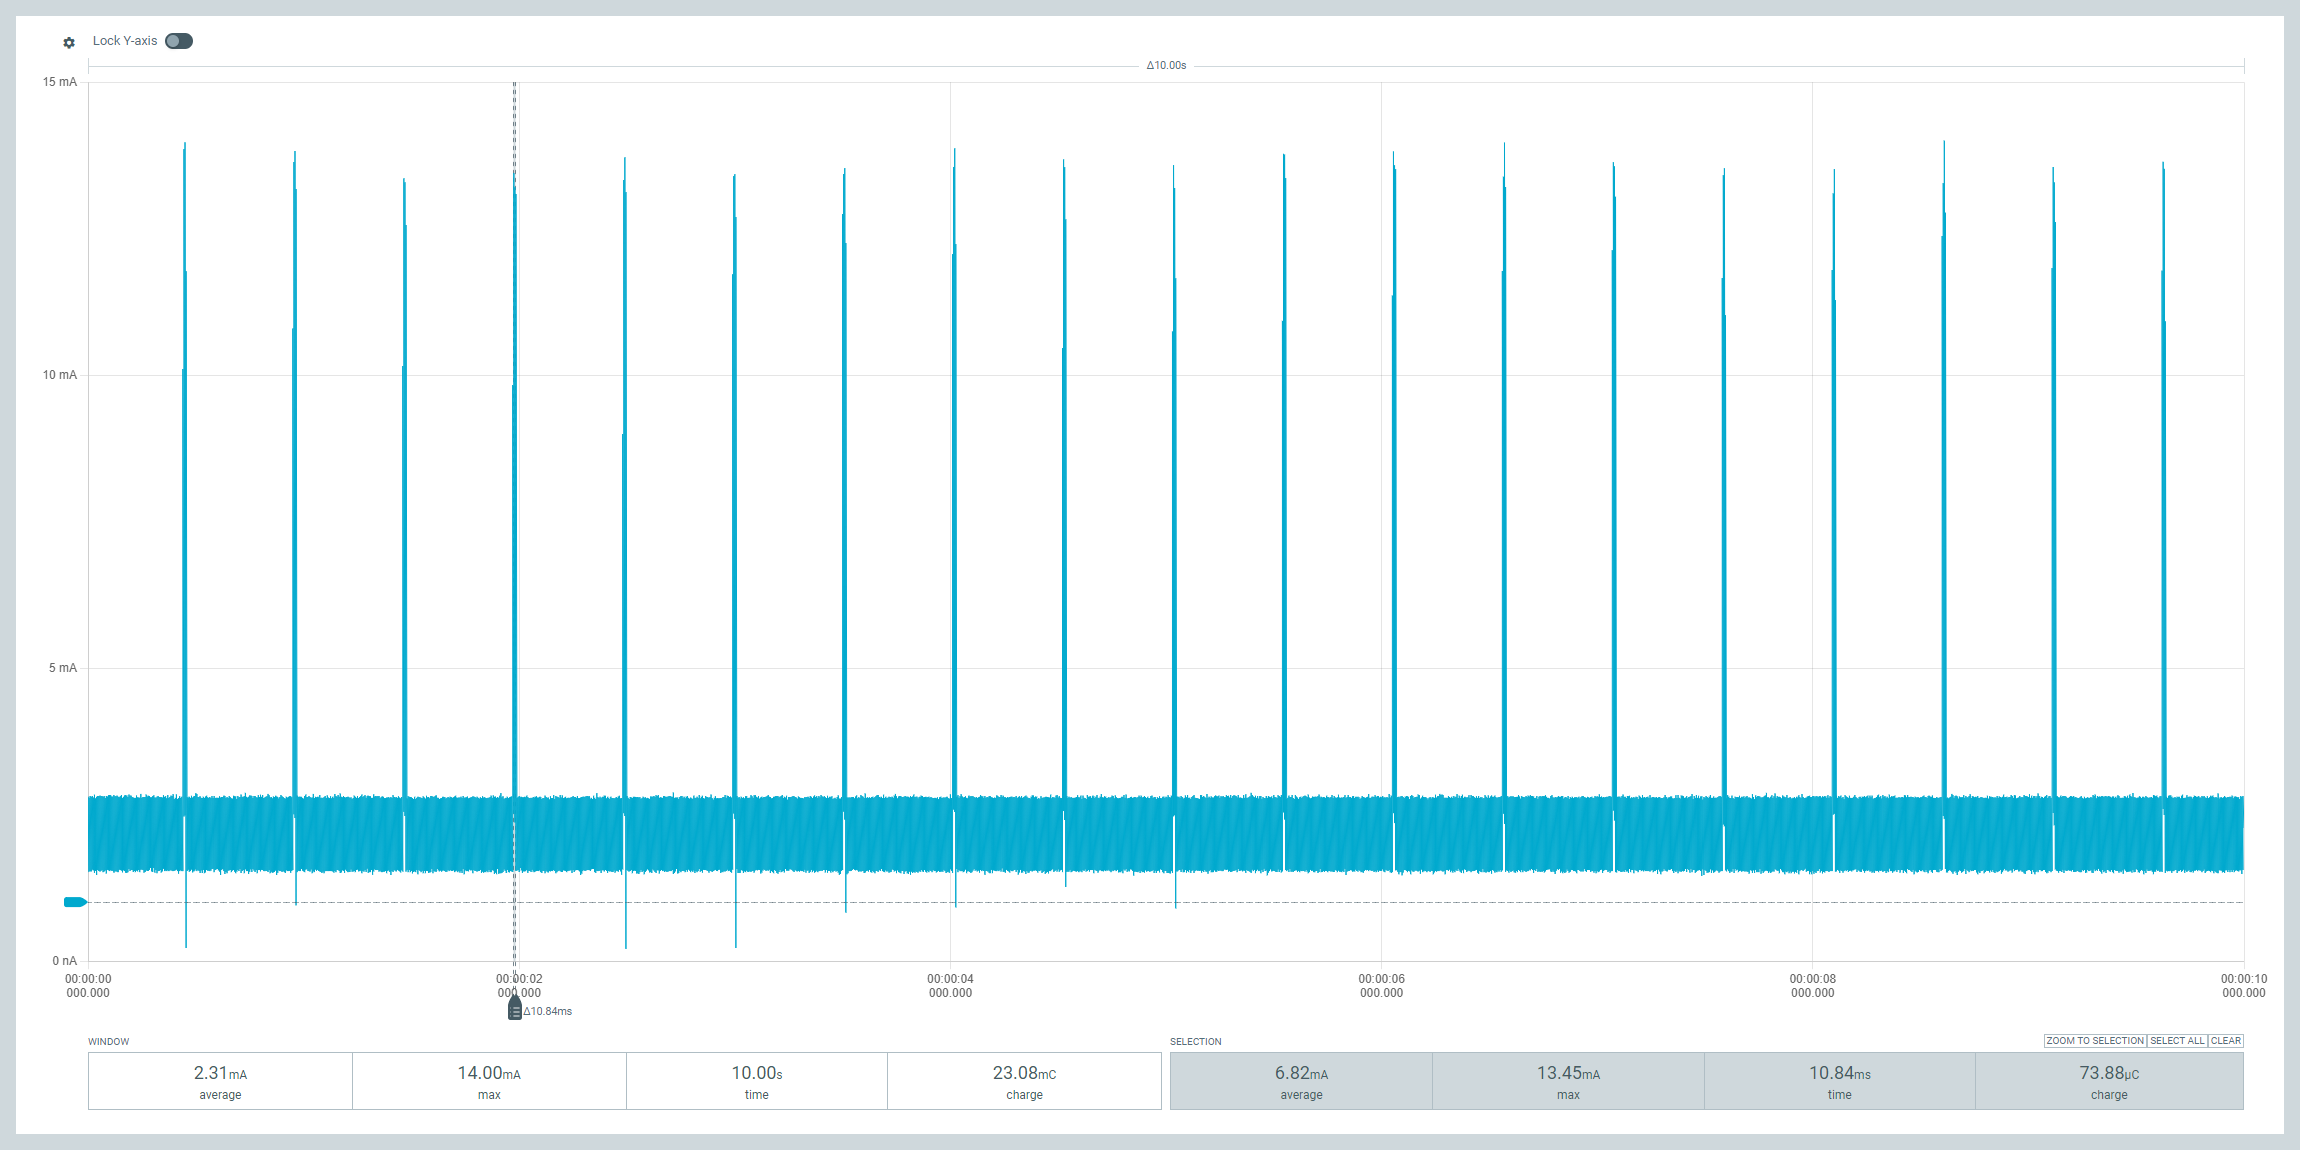 Lock Y-axis
Δ10.00s
15 mA
10 mA
5 mA
0 nA
00:00:00 00:00:02 00:00:04 00:00:06 00:00:08 00:00:10
000.000 000.000 000.000 000.000 000.000 000.000
Δ10.84ms
WINDOW
2.31mA 14.00mA 10.00s 23.08mC
average max time charge
SELECTION
ZOOM TO SELECTION SELECT ALL CLEAR
6.82mA 13.45mA 10.84ms 73.88μC
average max time charge